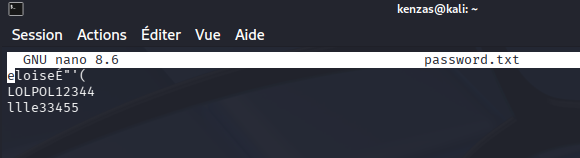 kenzas@kali: ~
Session Actions Éditer Vue Aide
GNU nano 8.6 password.txt
eloiseÉ"'(
LOLPOL12344
llle33455